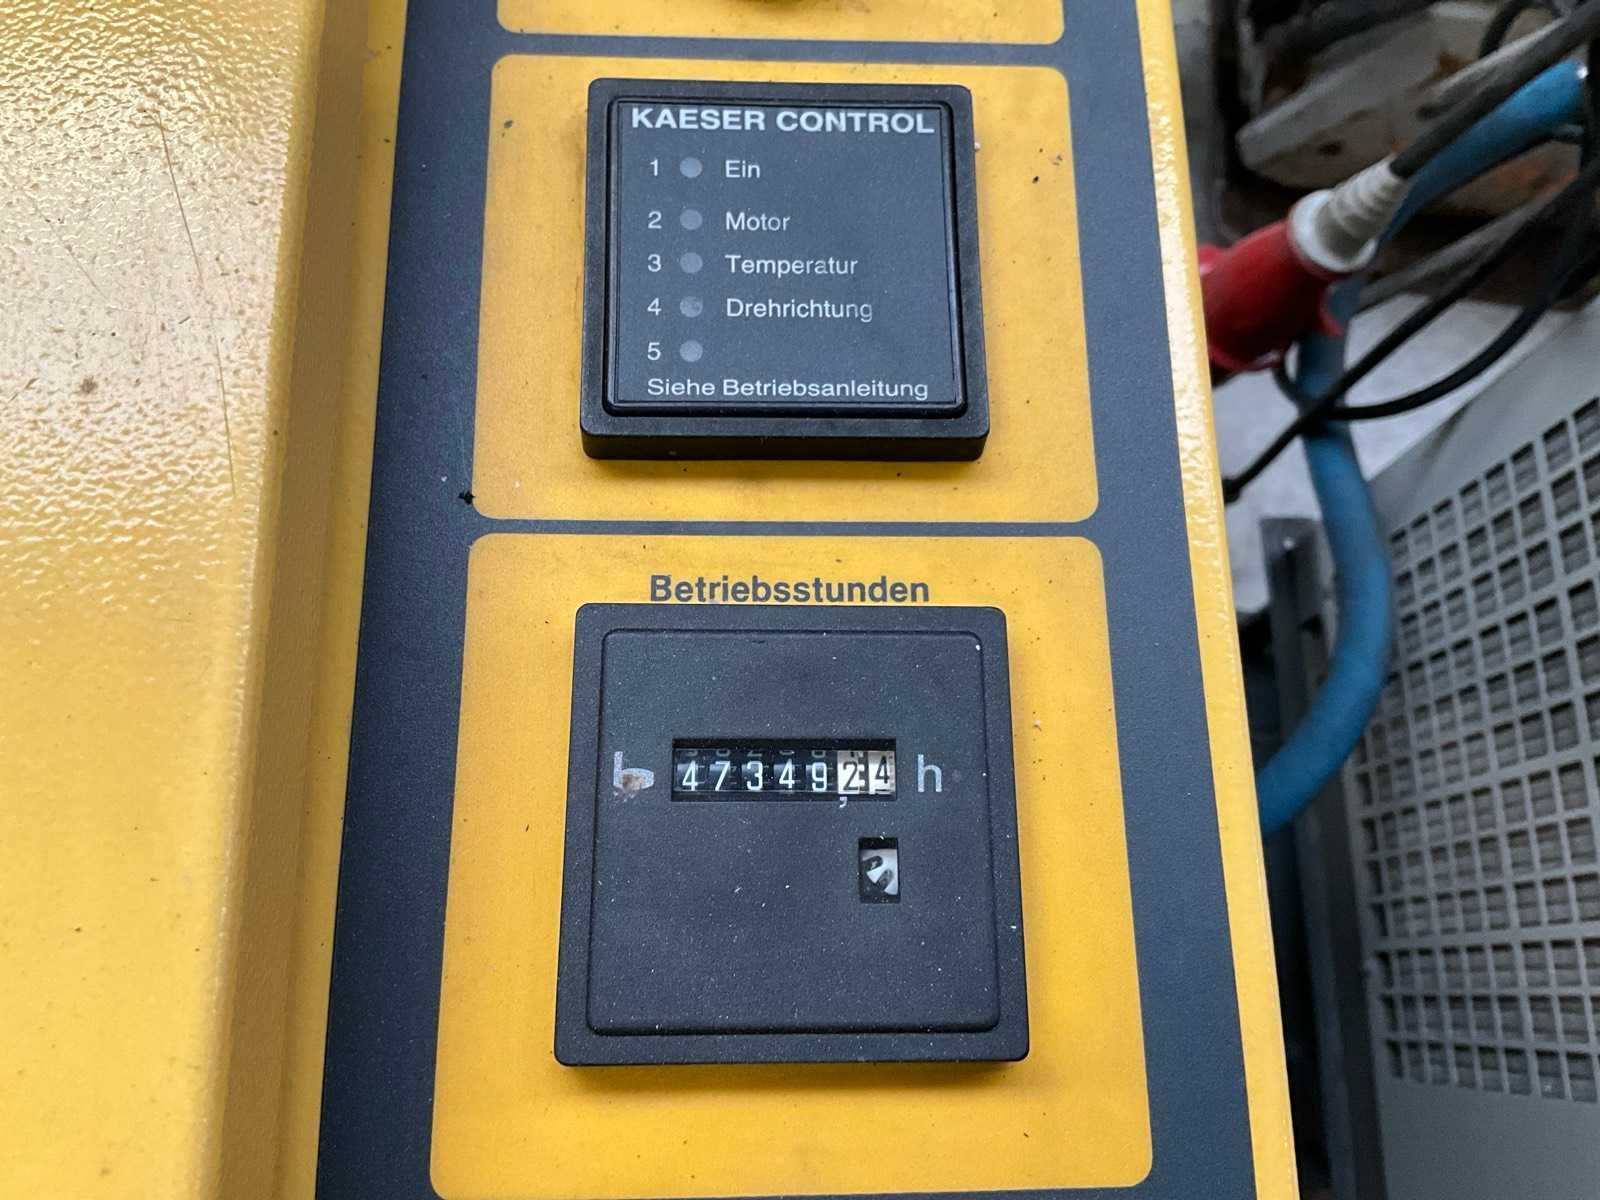 KAESER CONTROL
1 Ein
2 Motor
3 Temperatur
4 Drehrichtung
5
Siehe Betriebsanleitung
Betriebsstunden
47349,24 h